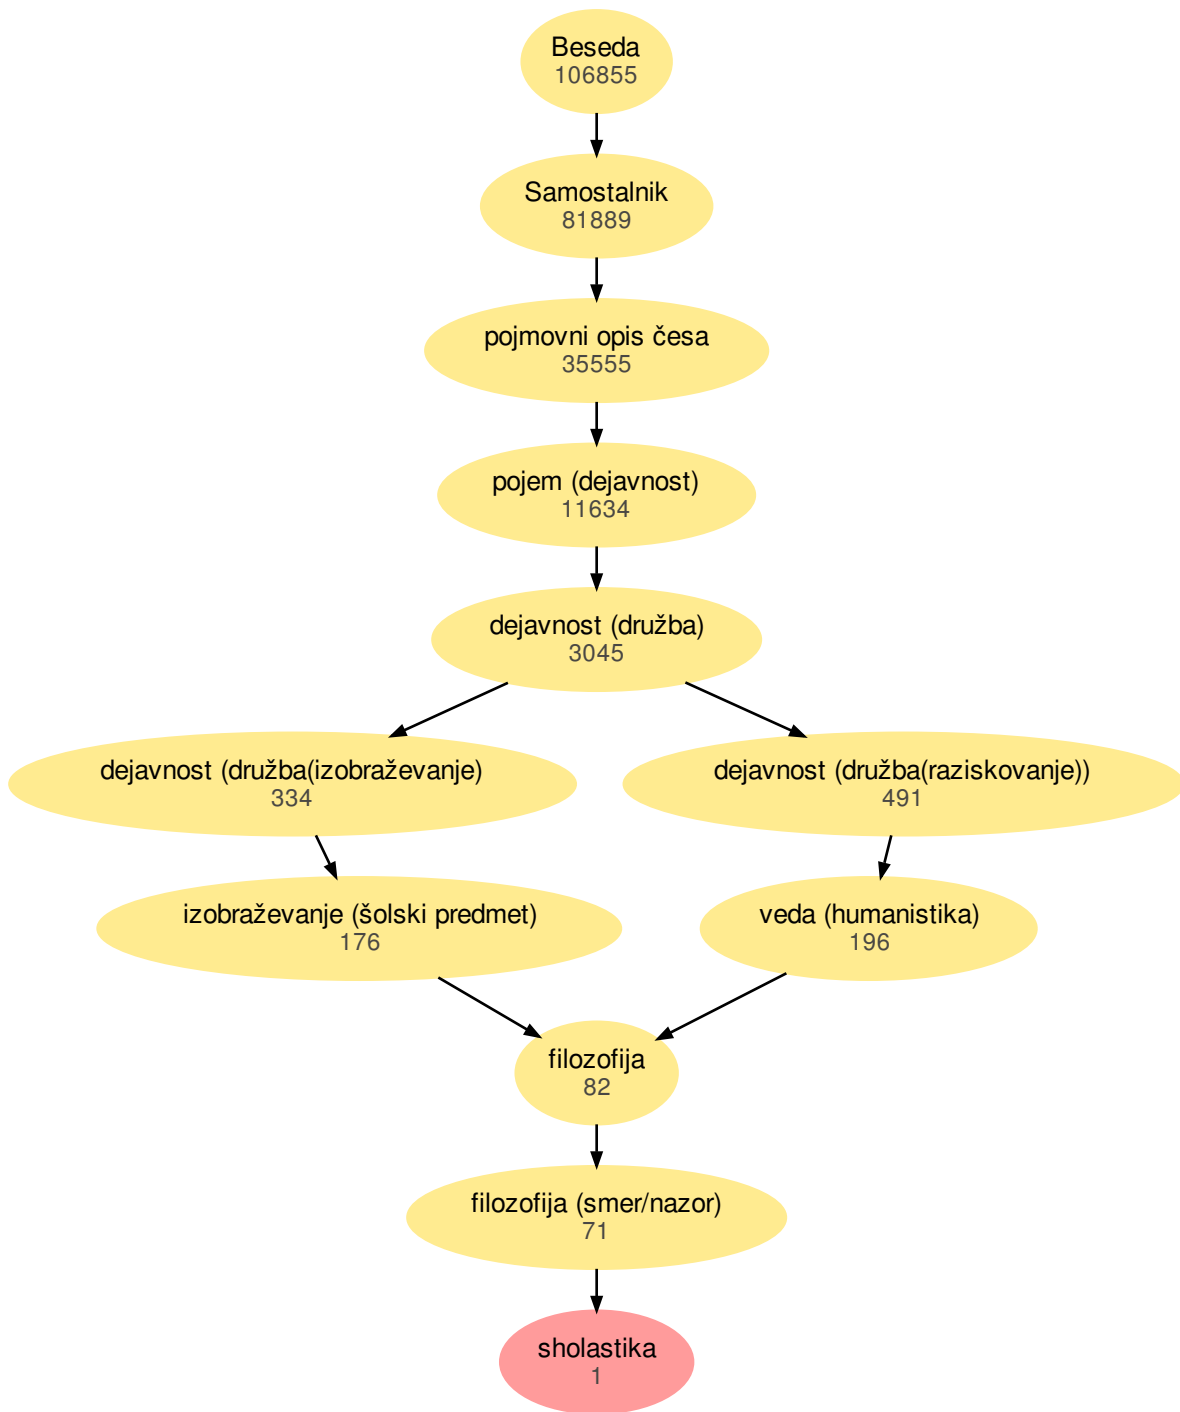 Beseda
106855
Samostalnik
81889
pojmovni opis česa
35555
pojem (dejavnost)
11634
dejavnost (družba)
3045
dejavnost (družba(izobraževanje)
334
dejavnost (družba(raziskovanje))
491
izobraževanje (šolski predmet)
176
veda (humanistika)
196
filozofija
82
filozofija (smer/nazor)
71
sholastika
1